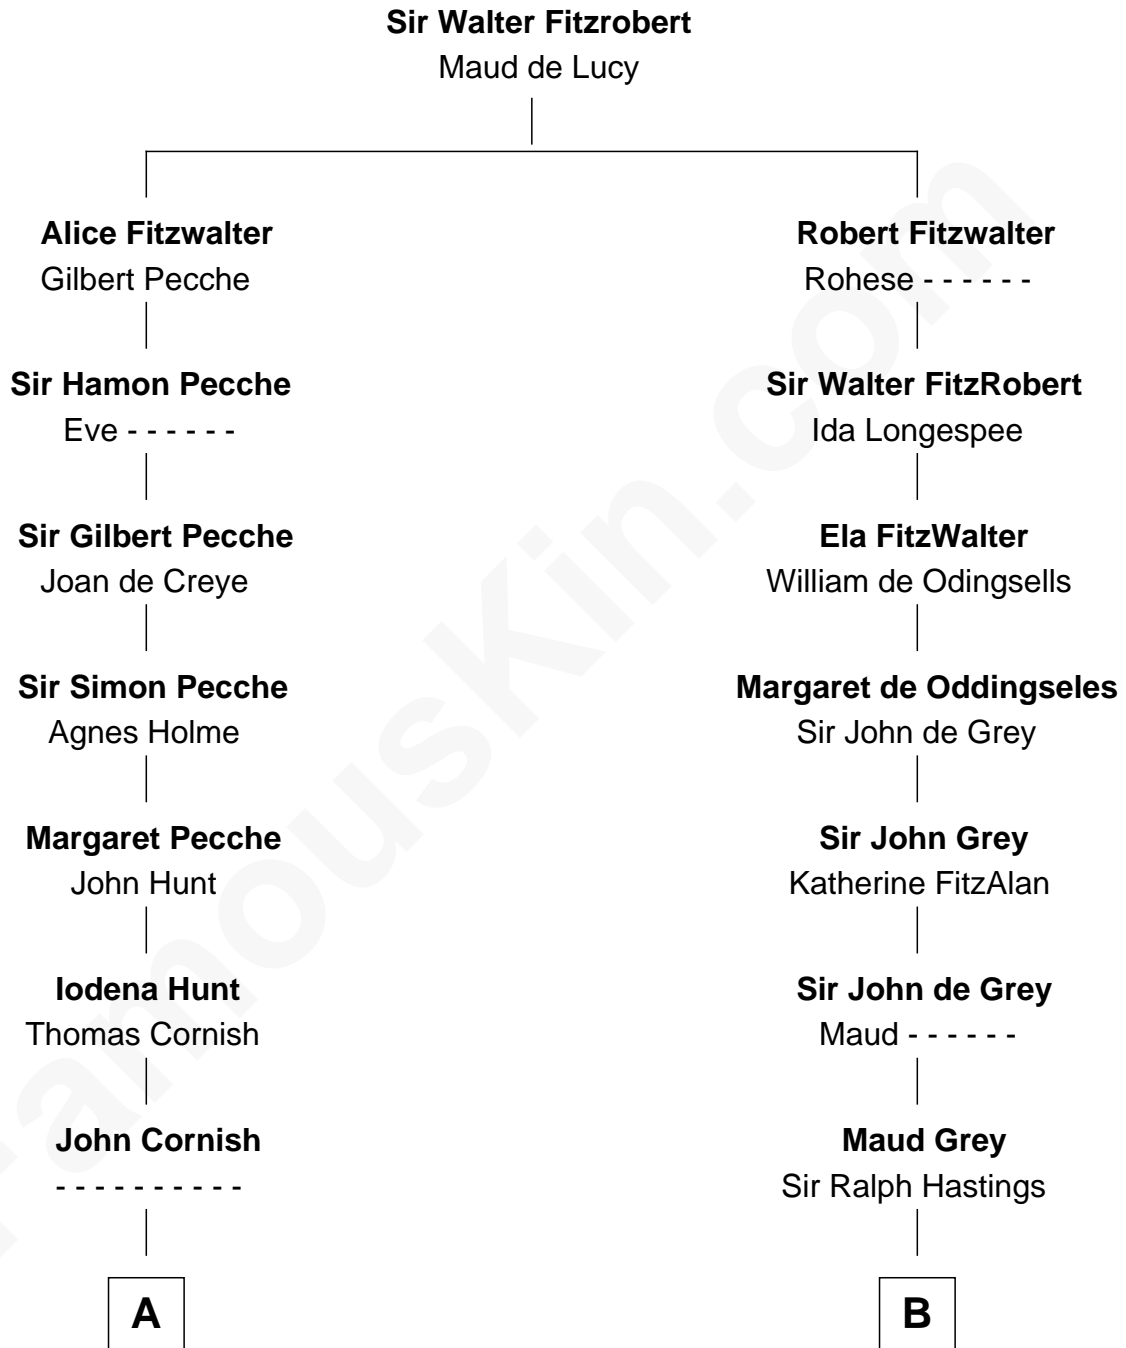 Sir Walter Fitzrobert
Maud de Lucy
Alice Fitzwalter
Gilbert Pecche
Robert Fitzwalter
Rohese - - - - - -
Sir Hamon Pecche
Eve - - - - - -
Sir Walter FitzRobert
Ida Longespee
Sir Gilbert Pecche
Joan de Creye
Ela FitzWalter
William de Odingsells
Sir Simon Pecche
Agnes Holme
Margaret de Oddingseles
Sir John de Grey
Margaret Pecche
John Hunt
Sir John Grey
Katherine FitzAlan
Iodena Hunt
Thomas Cornish
Sir John de Grey
Maud - - - - - -
John Cornish
- - - - - - - - - -
Maud Grey
Sir Ralph Hastings
A
B
FamousKin.com